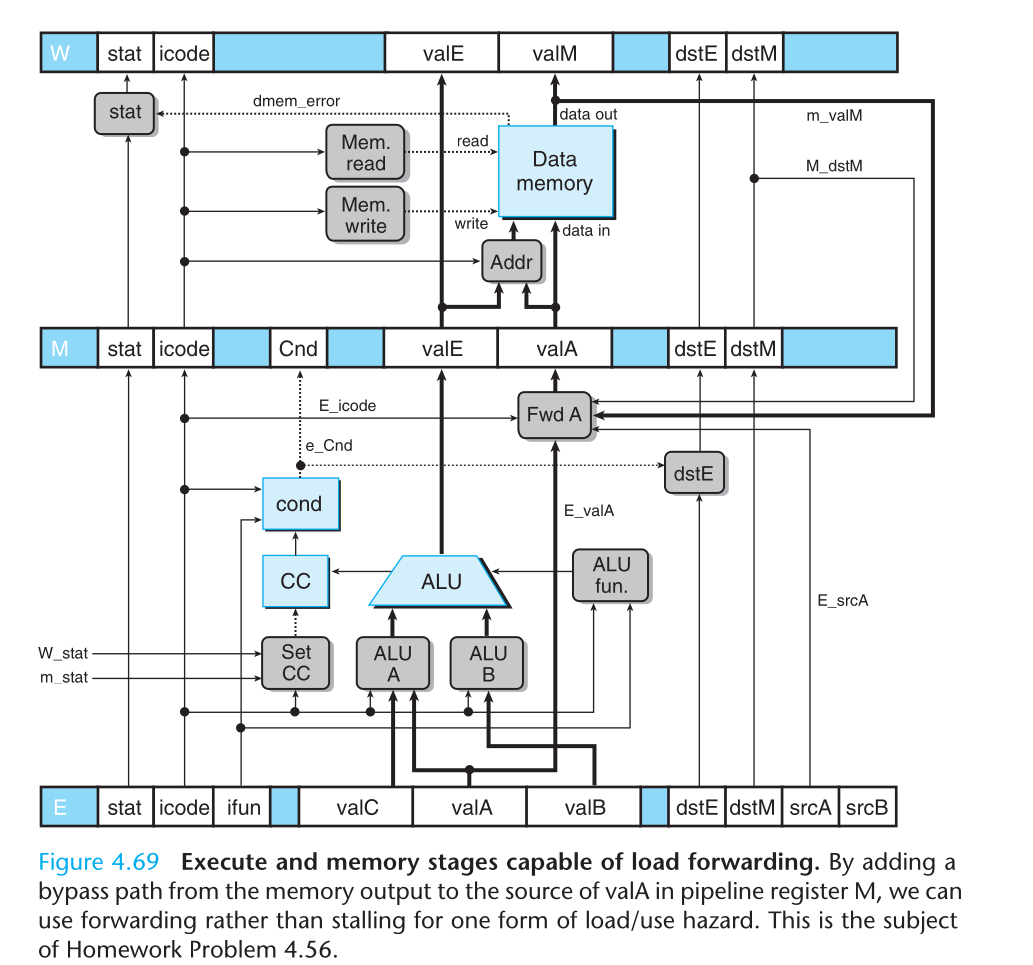 W stat icode valE valM dstE dstM
stat
dmem_error
data out
m_valM
Mem.
read
read
Data
memory
M_dstM
Mem.
write
write
data in
Addr
M stat icode Cnd valE valA dstE dstM
E_icode
Fwd A
e_Cnd
dstE
cond
E_valA
CC
ALU
ALU
fun.
E_srcA
W_stat
m_stat
Set
CC
ALU
A
ALU
B
E stat icode ifun valC valA valB dstE dstM srcA srcB
Figure 4.69 Execute and memory stages capable of load forwarding. By adding a
bypass path from the memory output to the source of valA in pipeline register M, we can
use forwarding rather than stalling for one form of load/use hazard. This is the subject
of Homework Problem 4.56.